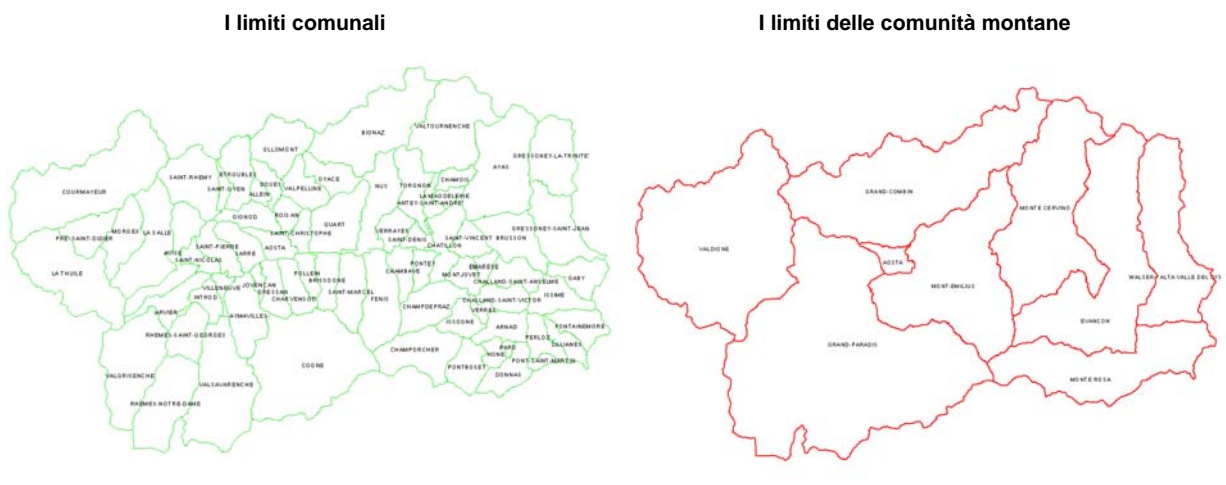 I limiti comunali
I limiti delle comunità montane
BIONAZ
VALTOURNENCHE
OLLOMONT
GRESSONEY-LA-TRINITE'
AYAS
ETROUBLES
SAINT-RHEMY
OYACE
DOUES
CHAMOIS
COURMAYEUR
SAINT-OYEN
VALPELLINE
NUS
TORGNON
ALLEIN
LA MAGDELEINE
ANTEY-SAINT-ANDRE'
GIGNOD
ROISAN
QUART
GRESSONEY-SAINT-JEAN
MORGEX
LA SALLE
SAINT-CHRISTOPHE
VERRAYES
PRE'-SAINT-DIDIER
SAINT-DENIS
SAINT-VINCENT
BRUSSON
SAINT-PIERRE
AOSTA
CHATILLON
AVISE
SARRE
SAINT-NICOLAS
PONTEY
EMARESE
LA THUILE
POLLEIN
CHAMBAVE
MONTJOVET
GABY
VILLENEUVE
JOVENCAN
BRISSOGNE
CHALLAND-SAINT-ANSELME
INTROD
GRESSAN
SAINT-MARCEL
FENIS
ISSIME
CHARVENSOD
CHALLAND-SAINT-VICTOR
CHAMPDEPRAZ
ARVIER
AYMAVILLES
VERRES
ISSOGNE
ARNAD
FONTAINEMORE
RHEMES-SAINT-GEORGES
PERLOZ
LILLIANES
CHAMPORCHER
BARD
HONE
PONT-SAINT-MARTIN
COGNE
PONTBOSET
DONNAS
VALGRISENCHE
VALSAVARENCHE
RHEMES-NOTRE-DAME
GRAND-COMBIN
MONTE CERVINO
VALDIGNE
AOSTA
WALSER - ALTA VALLE DEL LYS
MONT-EMILIUS
EVANCON
GRAND-PARADIS
MONTE ROSA